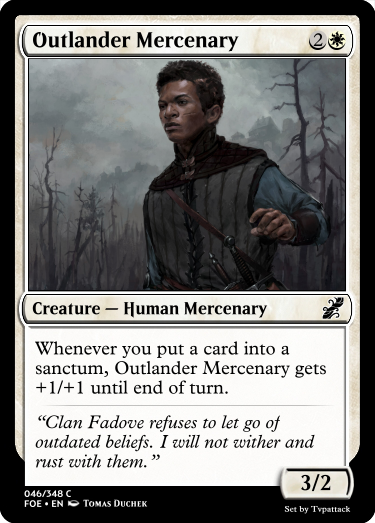 Outlander Mercenary 2
Creature — Human Mercenary
Whenever you put a card into a
sanctum, Outlander Mercenary gets
+1/+1 until end of turn.
“Clan Fadove refuses to let go of
outdated beliefs. I will not wither and
rust with them.”
3/2
046/348 C
FOE • EN Tomas Duchek
Set by Tvpattack